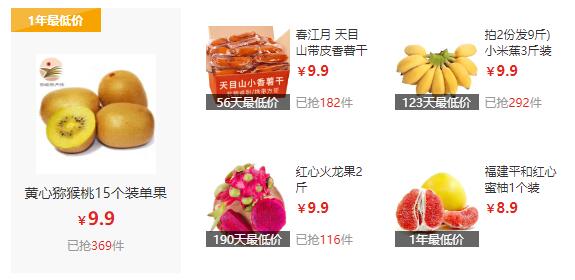 1年最低价
黄心猕猴桃15个装单果
￥9.9
已抢369件
天目山小香薯干
56天最低价
春江月 天目
山带皮香薯干
￥9.9
已抢182件
123天最低价
拍2份发9斤)
小米蕉3斤装
￥9.9
已抢292件
190天最低价
红心火龙果2
斤
￥9.9
已抢116件
1年最低价
福建平和红心
蜜柚1个装
￥8.9